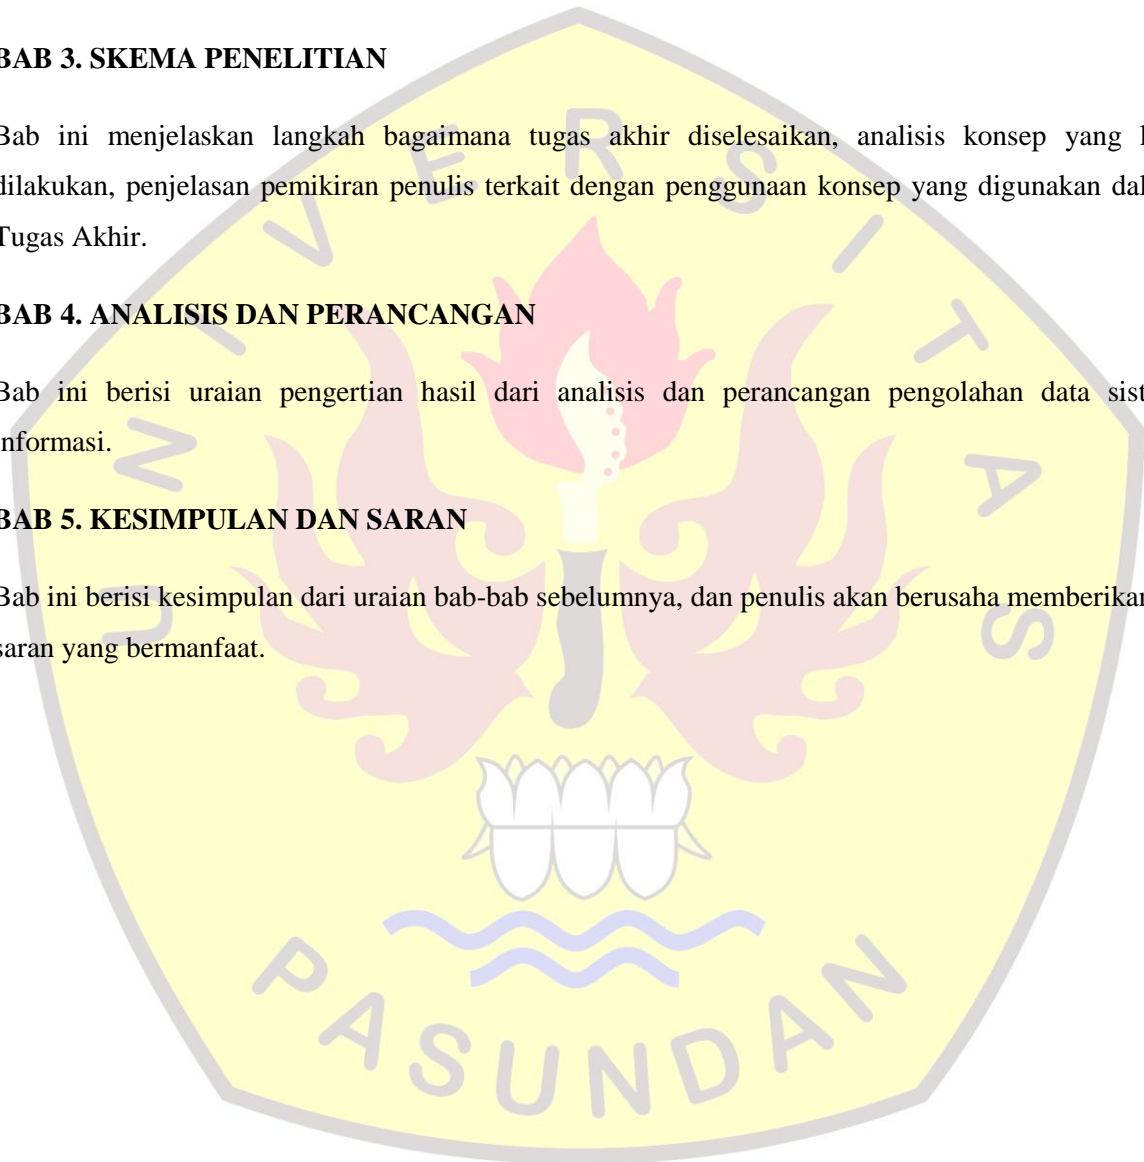 BAB 3. SKEMA PENELITIAN
Bab ini menjelaskan langkah bagaimana tugas akhir diselesaikan, analisis konsep yang
dilakukan, penjelasan pemikiran penulis terkait dengan penggunaan konsep yang digunakan
Tugas Akhir.
BAB 4. ANALISIS DAN PERANCANGAN
Bab ini berisi uraian pengertian hasil dari analisis dan perancangan pengolahan data
informasi.
BAB 5. KESIMPULAN DAN SARAN
Bab ini berisi kesimpulan dari uraian bab-bab sebelumnya, dan penulis akan berusaha memberikan
saran yang bermanfaat.
UNIVERSITAS
PASUNDAN